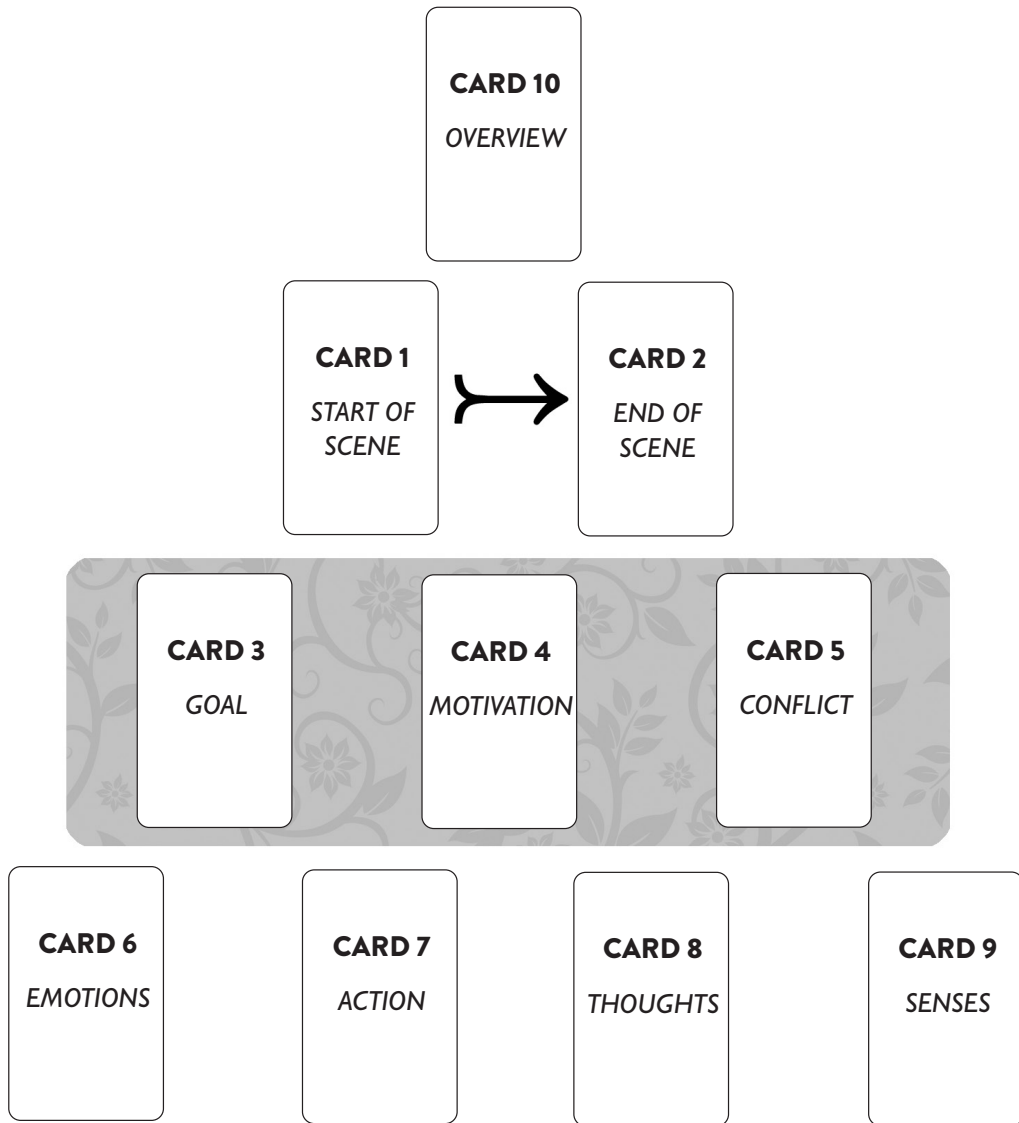 CARD 10
OVERVIEW
CARD 1
START OF
SCENE
CARD 2
END OF
SCENE
CARD 3
GOAL
CARD 4
MOTIVATION
CARD 5
CONFLICT
CARD 6
EMOTIONS
CARD 7
ACTION
CARD 8
THOUGHTS
CARD 9
SENSES